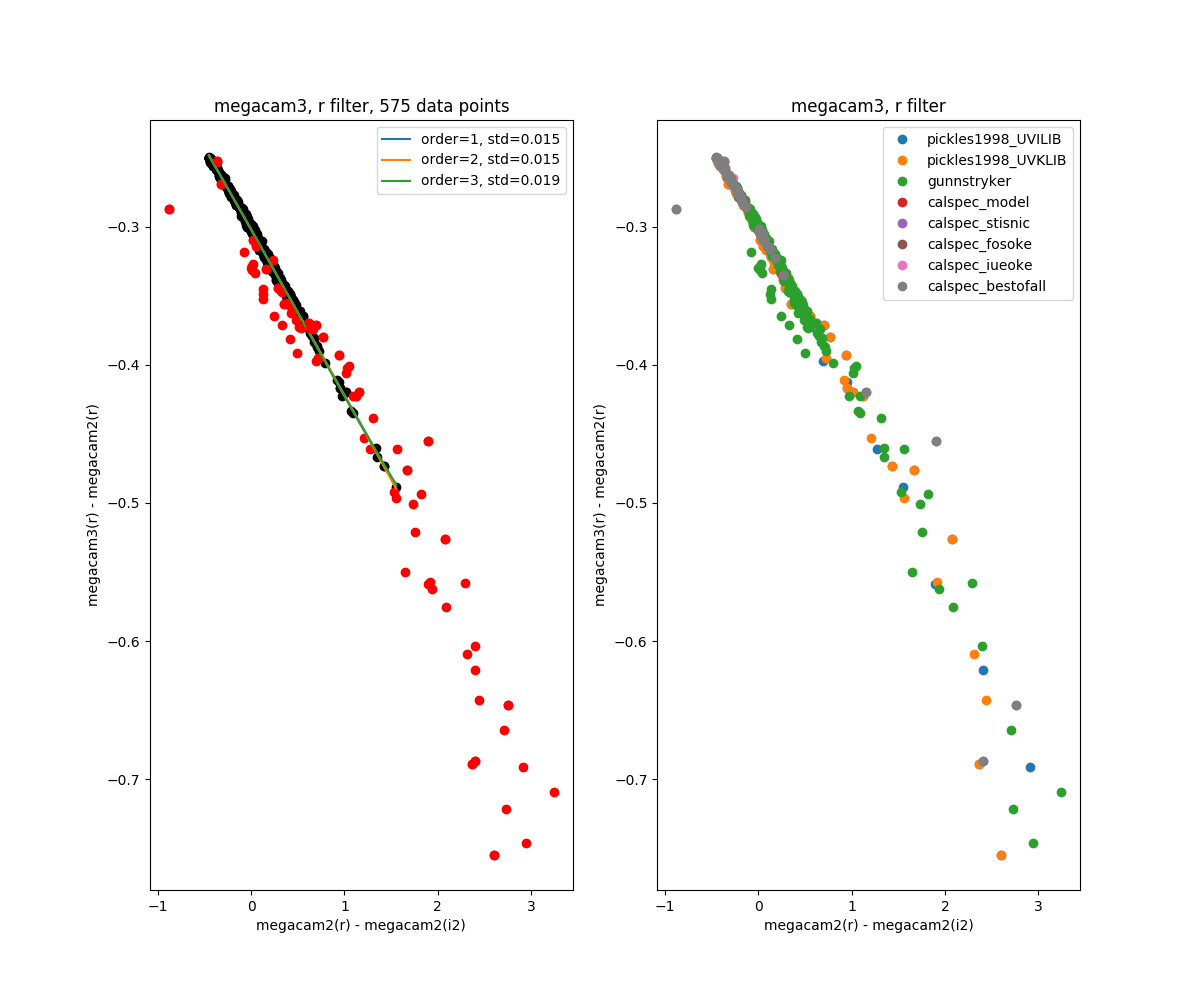 megacam3, r filter, 575 data points
order=1, std=0.015
order=2, std=0.015
order=3, std=0.019
−0.3
−0.4
−0.5
−0.6
−0.7
megacam3(r) - megacam2(r)
−1
0
1
2
3
megacam2(r) - megacam2(i2)
megacam3, r filter
pickles1998_UVILIB
pickles1998_UVKLIB
gunnstryker
calspec_model
calspec_stisnic
calspec_fosoke
calspec_iueoke
calspec_bestofall
−0.3
−0.4
−0.5
−0.6
−0.7
megacam3(r) - megacam2(r)
−1
0
1
2
3
megacam2(r) - megacam2(i2)